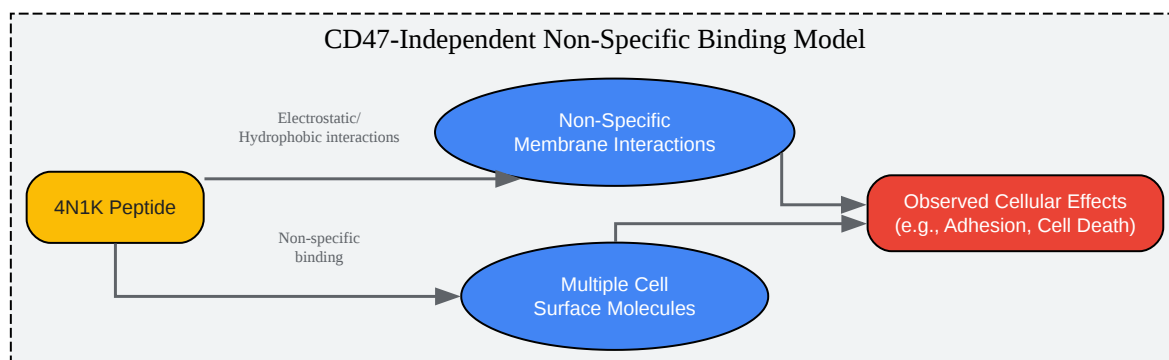 CD47-Independent Non-Specific Binding Model
Electrostatic/
Hydrophobic interactions
Non-Specific
Membrane Interactions
4N1K Peptide
Observed Cellular Effects
(e.g., Adhesion, Cell Death)
Non-specific
binding
Multiple Cell
Surface Molecules